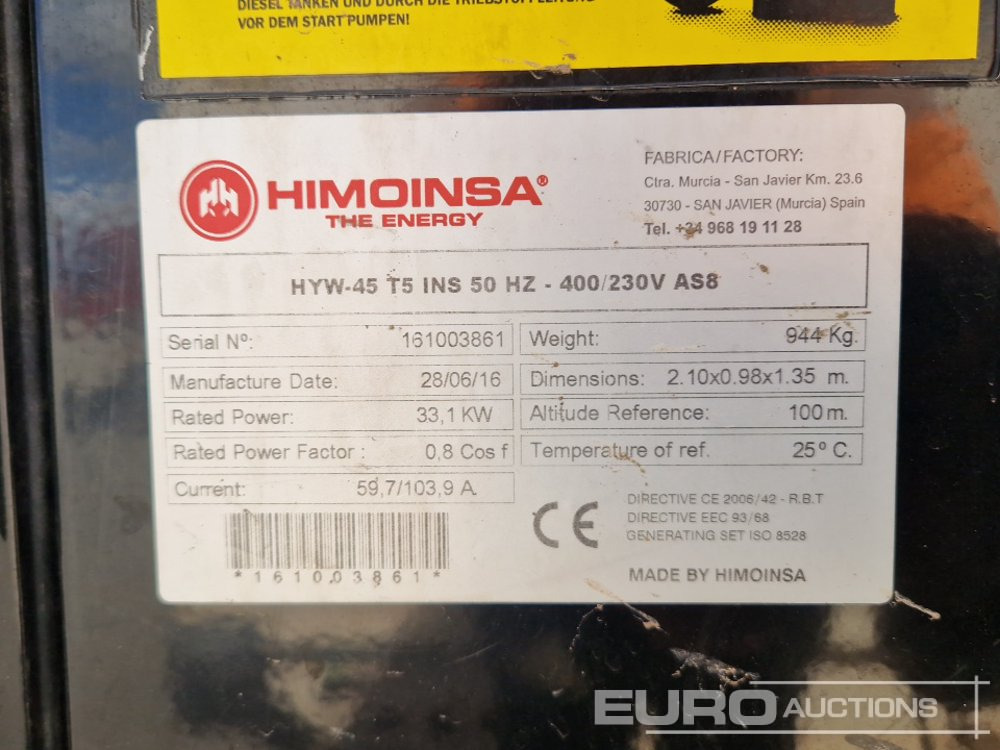 DIESEL TANKEN UND DURCH DIE TRIEBSTOFFLEITUNG
VOR DEM START PUMPEN!
HIMOINSA®
THE ENERGY
FABRICA/FACTORY:
Ctra. Murcia - San Javier Km. 23.6
30730 - SAN JAVIER (Murcia) Spain
Tel. +34 968 19 11 28
HYW-45 T5 INS 50 HZ - 400/230V AS8
Serial Nº: 161003861
Weight: 944 Kg.
Manufacture Date: 28/06/16
Dimensions: 2.10x0.98x1.35 m.
Rated Power: 33,1 KW
Altitude Reference: 100 m.
Rated Power Factor : 0,8 Cos f
Temperature of ref. 25º C.
Current: 59,7/103,9 A.
DIRECTIVE CE 2006/42 - R.B.T
DIRECTIVE EEC 93/68
GENERATING SET ISO 8528
CE
*161003861*
MADE BY HIMOINSA
EURO AUCTIONS